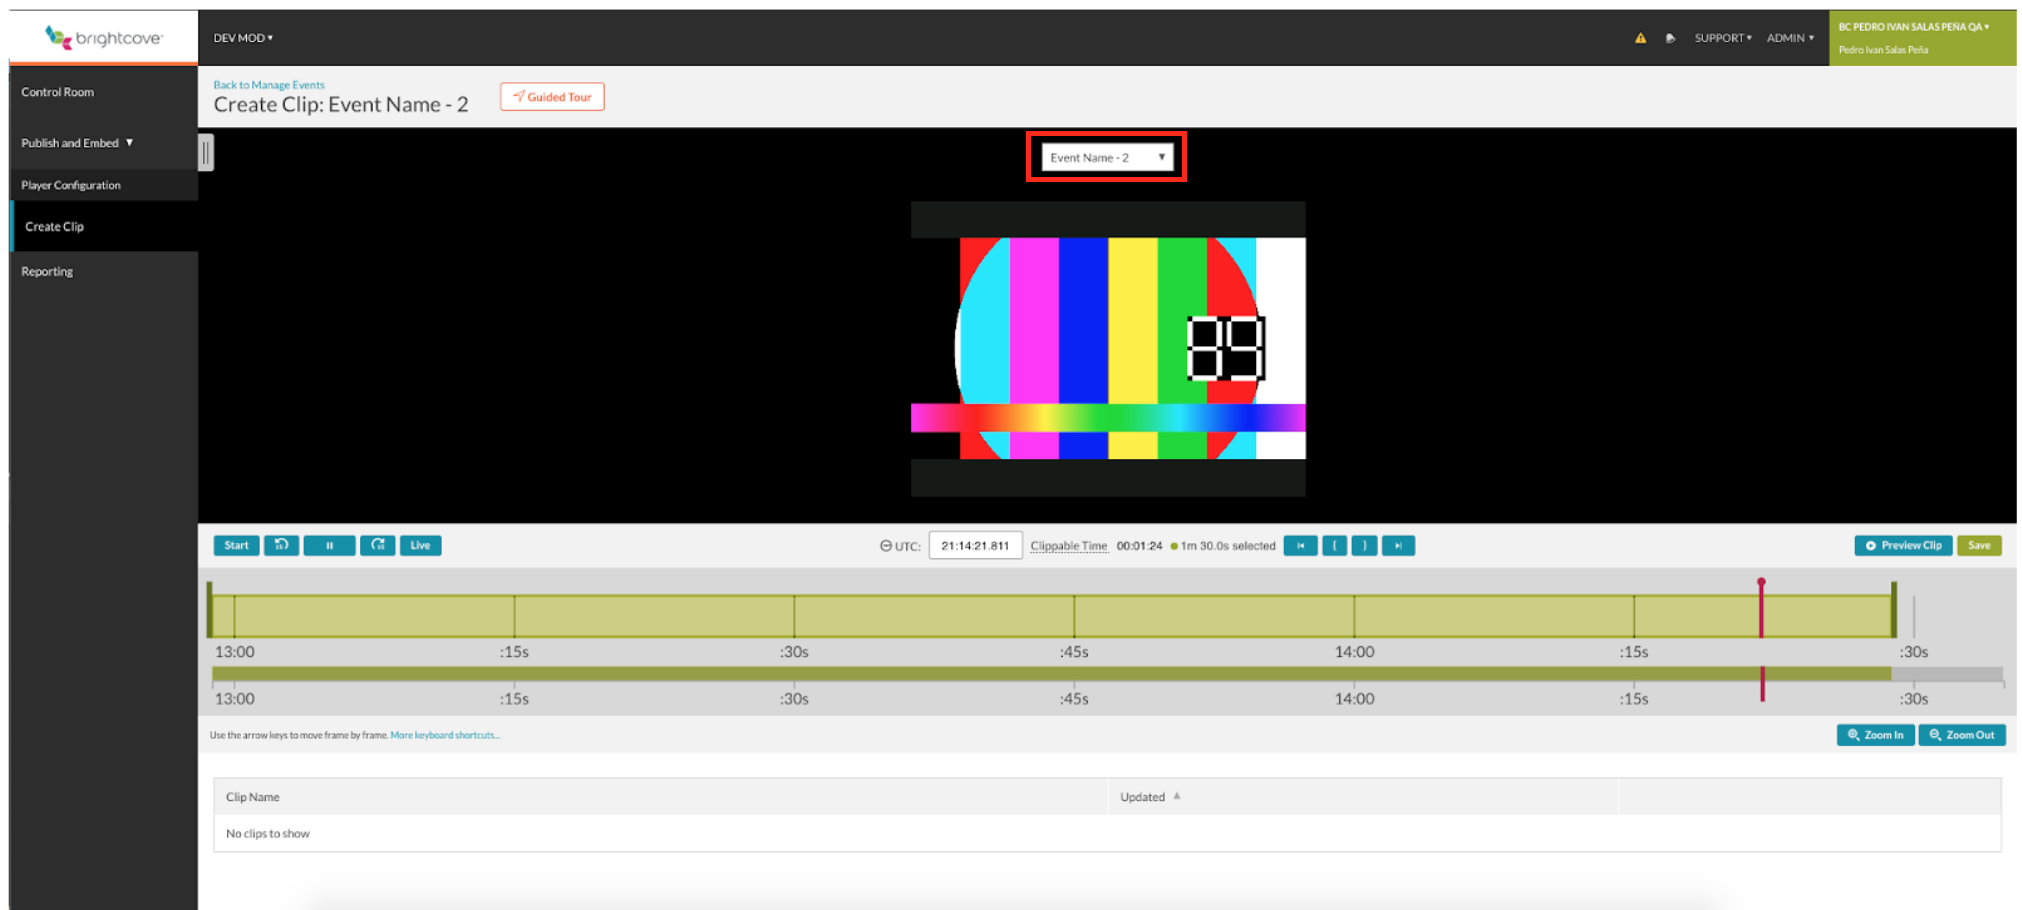 brightcove
DEV MOD ▾
SUPPORT ▾
ADMIN ▾
BC PEDRO IVAN SALAS PEÑA QA ▾
Pedro Ivan Salas Peña
Control Room
Publish and Embed ▼
Player Configuration
Create Clip
Reporting
Back to Manage Events
Create Clip: Event Name - 2
Guided Tour
Event Name - 2 ▼
Start
15
15
Live
UTC: 21:14:21.811 Clippable Time 00:01:24 1m 30.0s selected
[ ]
Preview Clip
Save
13:00 :15s :30s :45s 14:00 :15s :30s
13:00 :15s :30s :45s 14:00 :15s :30s
Use the arrow keys to move frame by frame. More keyboard shortcuts...
Zoom In
Zoom Out
Clip Name
Updated ▲
No clips to show